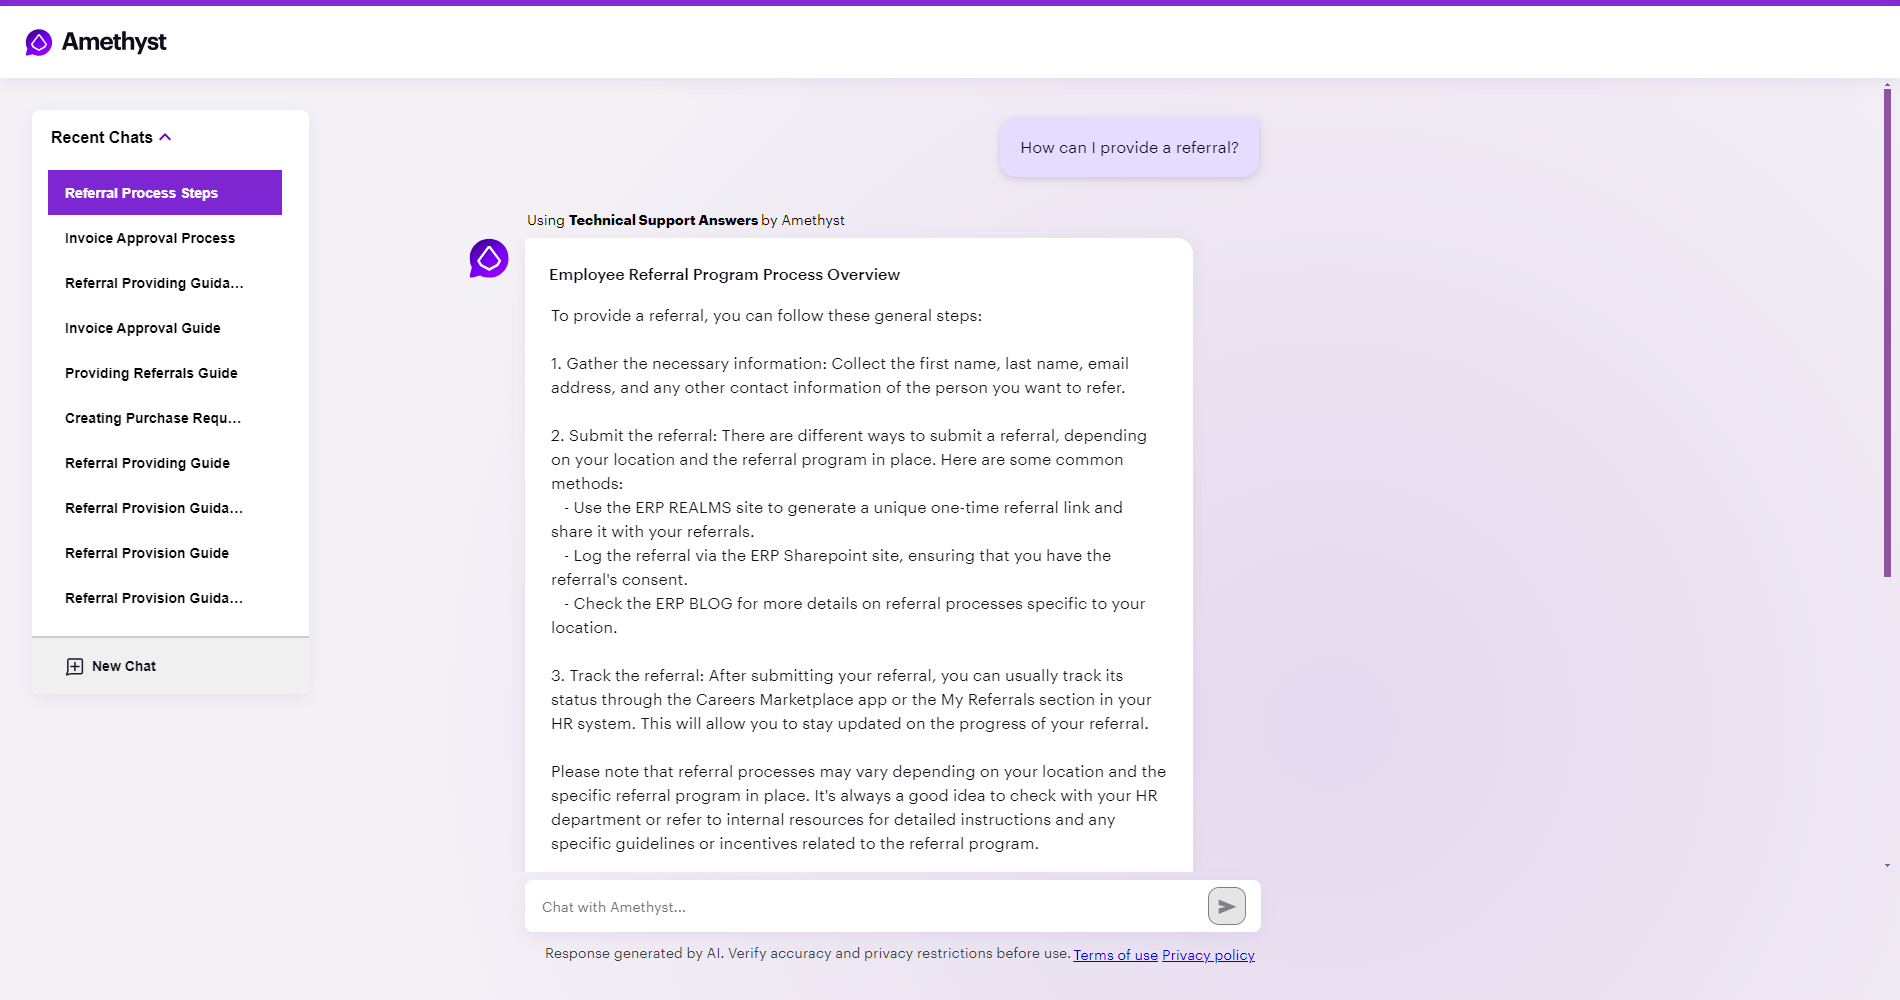 Amethyst
Recent Chats
Referral Process Steps
Invoice Approval Process
Referral Providing Guida...
Invoice Approval Guide
Providing Referrals Guide
Creating Purchase Requ...
Referral Providing Guide
Referral Provision Guida...
Referral Provision Guide
Referral Provision Guida...
New Chat
How can I provide a referral?
Using Technical Support Answers by Amethyst
Employee Referral Program Process Overview
To provide a referral, you can follow these general steps:
1. Gather the necessary information: Collect the first name, last name, email
address, and any other contact information of the person you want to refer.
2. Submit the referral: There are different ways to submit a referral, depending
on your location and the referral program in place. Here are some common
methods:
- Use the ERP REALMS site to generate a unique one-time referral link and
share it with your referrals.
- Log the referral via the ERP Sharepoint site, ensuring that you have the
referral's consent.
- Check the ERP BLOG for more details on referral processes specific to your
location.
3. Track the referral: After submitting your referral, you can usually track its
status through the Careers Marketplace app or the My Referrals section in your
HR system. This will allow you to stay updated on the progress of your referral.
Please note that referral processes may vary depending on your location and the
specific referral program in place. It's always a good idea to check with your HR
department or refer to internal resources for detailed instructions and any
specific guidelines or incentives related to the referral program.
Chat with Amethyst...
Response generated by AI. Verify accuracy and privacy restrictions before use. Terms of use Privacy policy